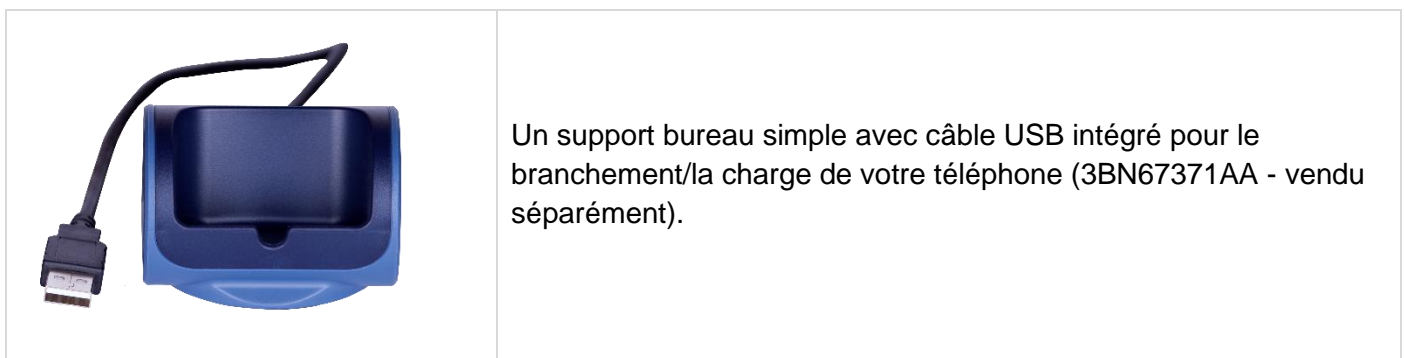 Un support bureau simple avec câble USB intégré pour le
branchement/la charge de votre téléphone (3BN67371AA - vendu
séparément).